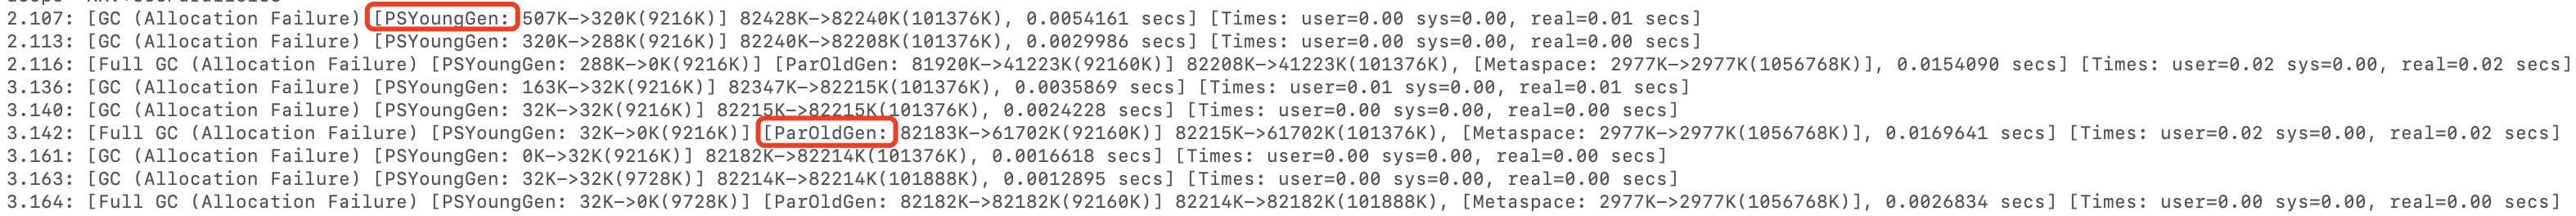 2.107: [GC (Allocation Failure) [PSYoungGen: 507K->320K(9216K)] 82428K->82240K(101376K), 0.0054161 secs] [Times: user=0.00 sys=0.00, real=0.01 secs]
2.113: [GC (Allocation Failure) [PSYoungGen: 320K->288K(9216K)] 82240K->82208K(101376K), 0.0029986 secs] [Times: user=0.00 sys=0.00, real=0.00 secs]
2.116: [Full GC (Allocation Failure) [PSYoungGen: 288K->0K(9216K)] [ParOldGen: 81920K->41223K(92160K)] 82208K->41223K(101376K), [Metaspace: 2977K->2977K(1056768K)], 0.0154090 secs] [Times: user=0.02 sys=0.00, real=0.02 secs]
3.136: [GC (Allocation Failure) [PSYoungGen: 163K->32K(9216K)] 82347K->82215K(101376K), 0.0035869 secs] [Times: user=0.01 sys=0.00, real=0.01 secs]
3.140: [GC (Allocation Failure) [PSYoungGen: 32K->32K(9216K)] 82215K->82215K(101376K), 0.0024228 secs] [Times: user=0.00 sys=0.00, real=0.00 secs]
3.142: [Full GC (Allocation Failure) [PSYoungGen: 32K->0K(9216K)] [ParOldGen: 82183K->61702K(92160K)] 82215K->61702K(101376K), [Metaspace: 2977K->2977K(1056768K)], 0.0169641 secs] [Times: user=0.02 sys=0.00, real=0.02 secs]
3.161: [GC (Allocation Failure) [PSYoungGen: 0K->32K(9216K)] 82182K->82214K(101376K), 0.0016618 secs] [Times: user=0.00 sys=0.00, real=0.00 secs]
3.163: [GC (Allocation Failure) [PSYoungGen: 32K->32K(9728K)] 82214K->82214K(101888K), 0.0012895 secs] [Times: user=0.00 sys=0.00, real=0.00 secs]
3.164: [Full GC (Allocation Failure) [PSYoungGen: 32K->0K(9728K)] [ParOldGen: 82182K->82182K(92160K)] 82214K->82182K(101888K), [Metaspace: 2977K->2977K(1056768K)], 0.0026834 secs] [Times: user=0.00 sys=0.00, real=0.00 secs]